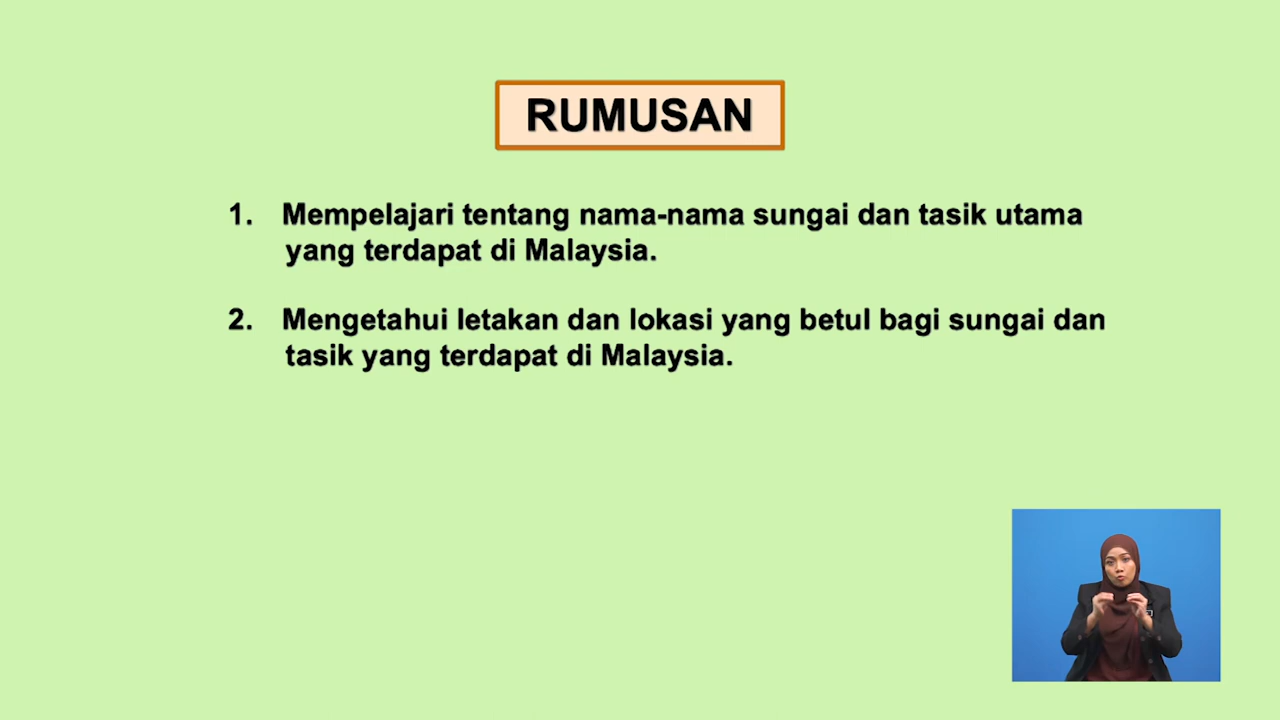 RUMUSAN
1. Mempelajari tentang nama-nama sungai dan tasik utama
yang terdapat di Malaysia.
2. Mengetahui letakan dan lokasi yang betul bagi sungai dan
tasik yang terdapat di Malaysia.